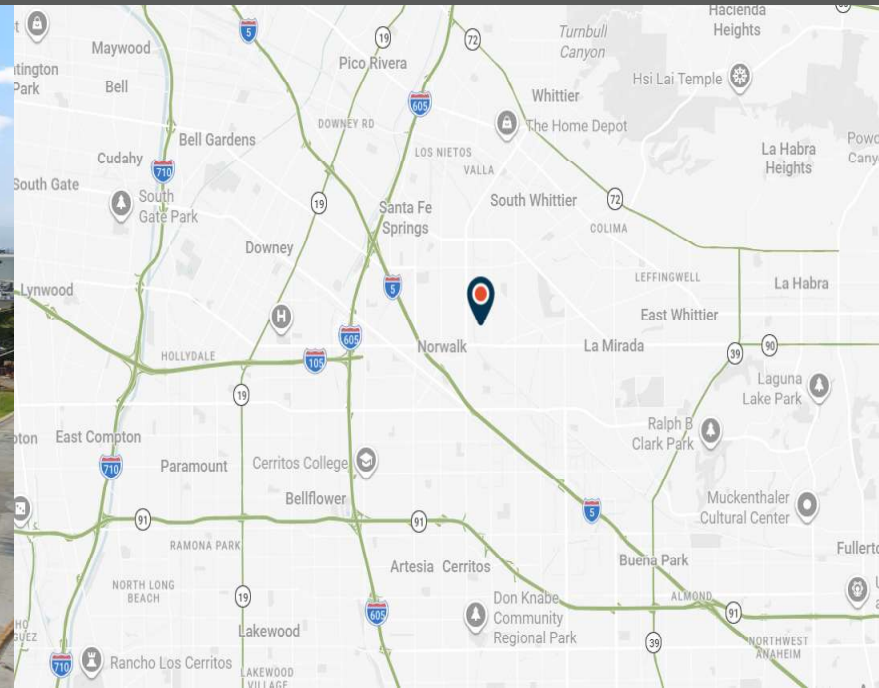 Hacienda
Heights
5
19
72
Turnbull
Canyon
Maywood
Pico Rivera
Hsi Lai Temple
Park
Bell
605
Whittier
The Home Depot
DOWNEY RD
Bell Gardens
LOS NIETOS
La Habra
Heights
Cudahy
710
VALLA
South Gate
South
Gate Park
19
Santa Fe
Springs
South Whittier
72
COLIMA
Downey
LEFFINGWELL
La Habra
Lynwood
5
H
East Whittier
605
Norwalk
La Mirada
HOLLYDALE
105
39
90
19
Laguna
Lake Park
Ralph B
Clark Park
East Compton
710
Paramount
Cerritos College
Bellflower
Muckenthaler
Cultural Center
91
91
5
RAMONA PARK
Artesia
Cerritos
Buena Park
NORTH LONG
BEACH
19
605
Don Knabe
Community
Regional Park
ALMOND
91
Lakewood
39
NORTHWEST
ANAHEIM
710
Rancho Los Cerritos
LAKEWOOD
VILLAGE